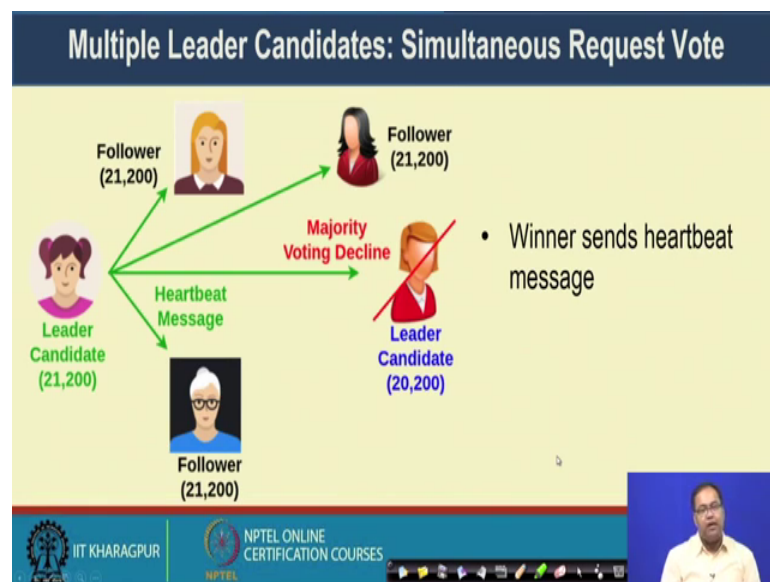 Multiple Leader Candidates: Simultaneous Request Vote
Follower
(21,200)
Follower
(21,200)
Majority
Voting Decline
• Winner sends heartbeat
message
Heartbeat
Message
Leader
Candidate
(21,200)
Leader
Candidate
(20,200)
Follower
(21,200)
IIT KHARAGPUR
NPTEL ONLINE
CERTIFICATION COURSES
NPTEL